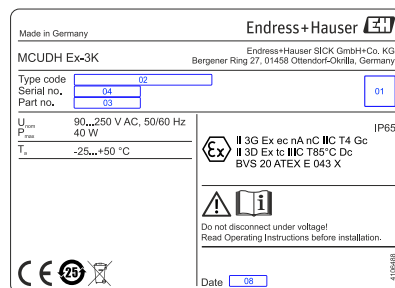 Made in Germany
Endress+Hauser EH
MCUDH Ex-3K
Endress+Hauser SICK GmbH+Co. KG
Bergener Ring 27, 01458 Ottendorf-Okrilla, Germany
Type code 02
Serial no. 04
Part no. 03
01
Unom 90...250 V AC, 50/60 Hz
Pmax 40 W
Ta -25...+50 °C
IP65
Ex
II 3G Ex ec nA nC IIC T4 Gc
II 3D Ex tc IIIC T85°C Dc
BVS 20 ATEX E 043 X
Do not disconnect under voltage!
Read Operating Instructions before installation.
CE 25
Date 08
4106488